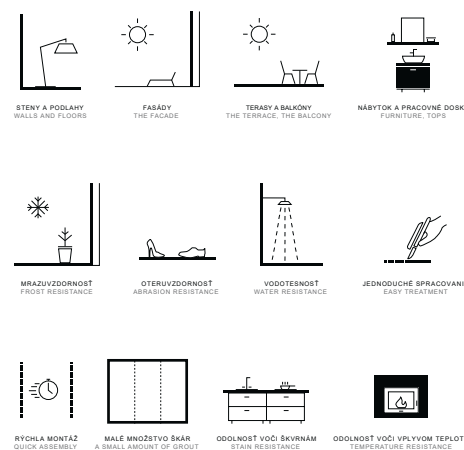 STENY A PODLAHY
WALLS AND FLOORS
FASÁDY
THE FACADE
TERASY A BALKÓNY
THE TERRACE, THE BALCONY
NÁBYTOK A PRACOVNÉ DOSK
FURNITURE, TOPS
MRAZUVZDORNOSŤ
FROST RESISTANCE
OTERUVZDORNOSŤ
ABRASION RESISTANCE
VODOTESNOSŤ
WATER RESISTANCE
JEDNODUCHÉ SPRACOVANI
EASY TREATMENT
RÝCHLA MONTÁŽ
QUICK ASSEMBLY
MALÉ MNOŽSTVO ŠKÁR
A SMALL AMOUNT OF GROUT
ODOLNOSŤ VOČI ŠKVRNÁM
STAIN RESISTANCE
ODOLNOSŤ VOČI VPLYVOM TEPLOT
TEMPERATURE RESISTANCE